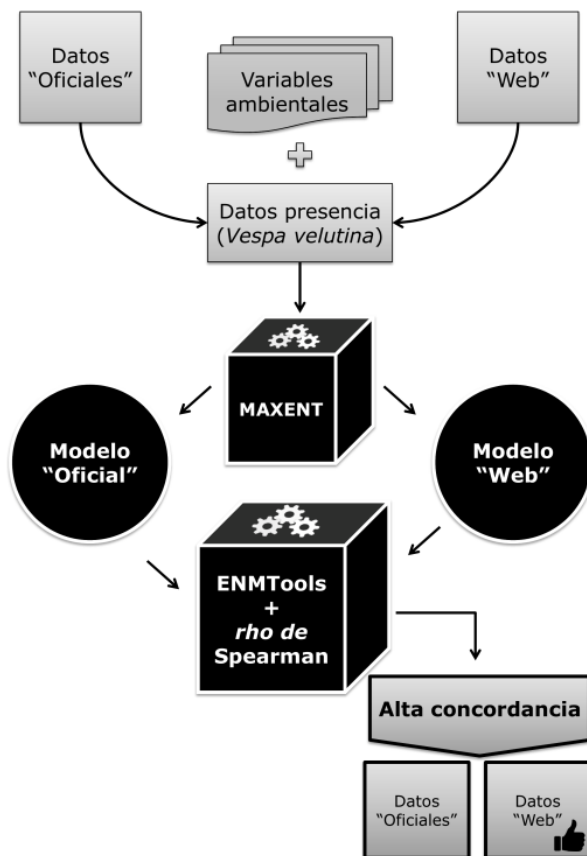 Datos
“Oficiales”
Variables
ambientales
Datos
“Web”
Datos presencia
(Vespa velutina)
MAXENT
Modelo
“Oficial”
Modelo
“Web”
ENMTools
+
rho de
Spearman
Alta concordancia
Datos
“Oficiales”
Datos
“Web”